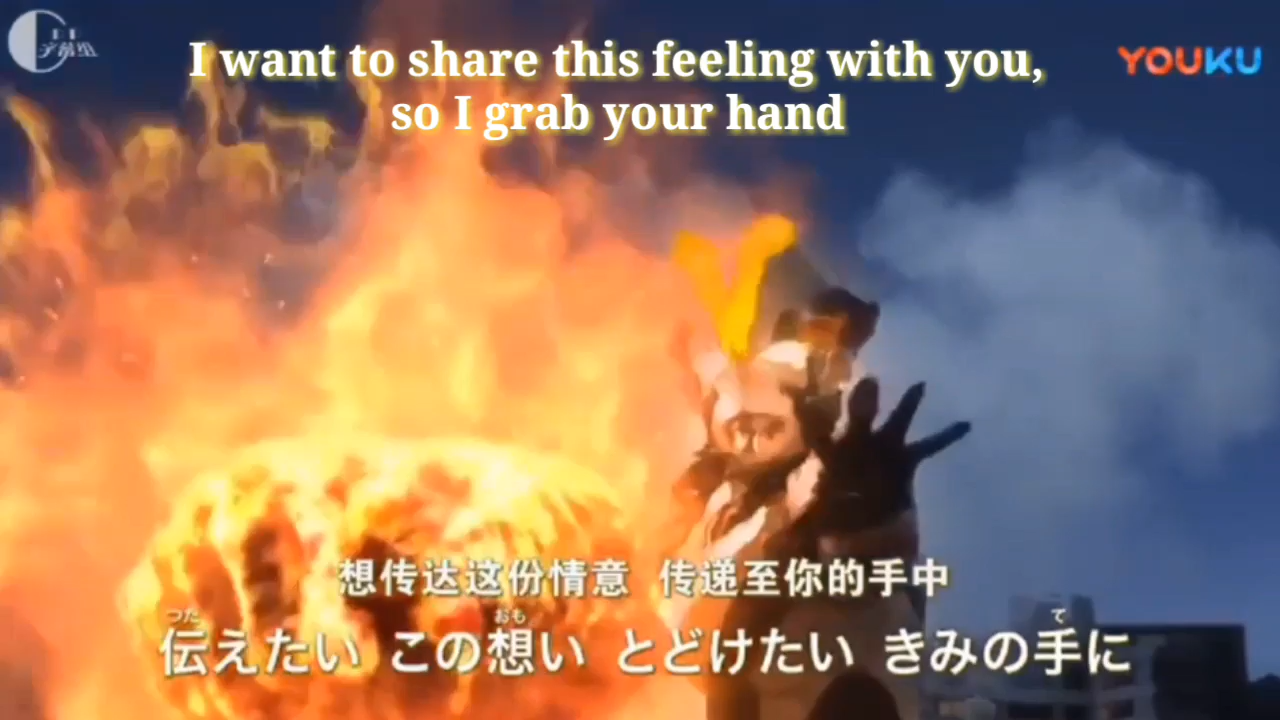 YOUKU
I want to share this feeling with you,
so I grab your hand
想传达这份情意 传递至你的手中
つた おも て
伝えたい この想い とどけたい きみの手に